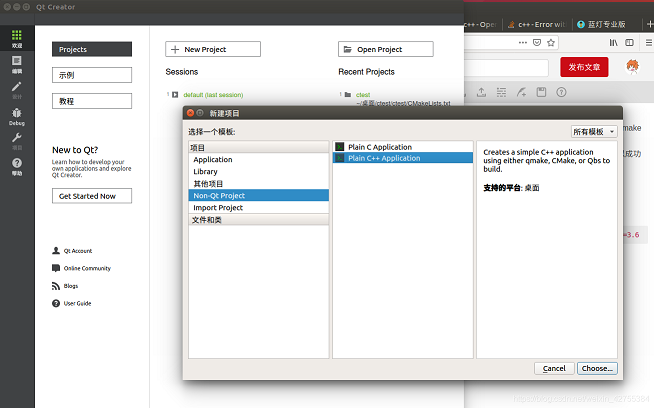 Qt Creator
c++ - Ope
c++ - Error wit
蓝灯专业版
欢迎
编辑
设计
Debug
项目
帮助
Projects
示例
教程
New to Qt?
Learn how to develop your
own applications and explore
Qt Creator.
Get Started Now
Qt Account
Online Community
Blogs
User Guide
New Project
Open Project
Sessions
Recent Projects
1
default (last session)
1
ctest
~/桌面/ctest/ctest/CMakeLists.txt
发布文章
make
成功
=3.6
新建项目
选择一个模板:
所有模板
项目
Application
Library
其他项目
Non-Qt Project
Import Project
文件和类
Plain C Application
Plain C++ Application
Creates a simple C++ application
using either qmake, CMake, or Qbs to
build.
支持的平台: 桌面
Cancel
Choose...